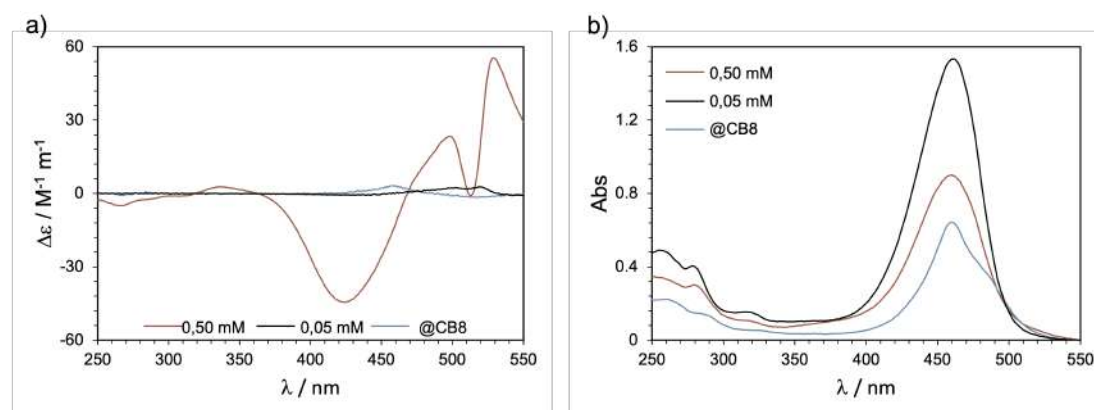 a)
60
30
0
-30
-60
Δε / M⁻¹ m⁻¹
0,50 mM 0,05 mM @CB8
250 300 350 400 450 500 550
λ / nm
b)
1.6
1.2
0.8
0.4
0
Abs
0,50 mM
0,05 mM
@CB8
250 300 350 400 450 500 550
λ / nm